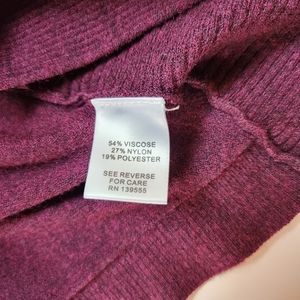 54% VISCOSE
27% NYLON
19% POLYESTER
SEE REVERSE
FOR CARE
RN 139555